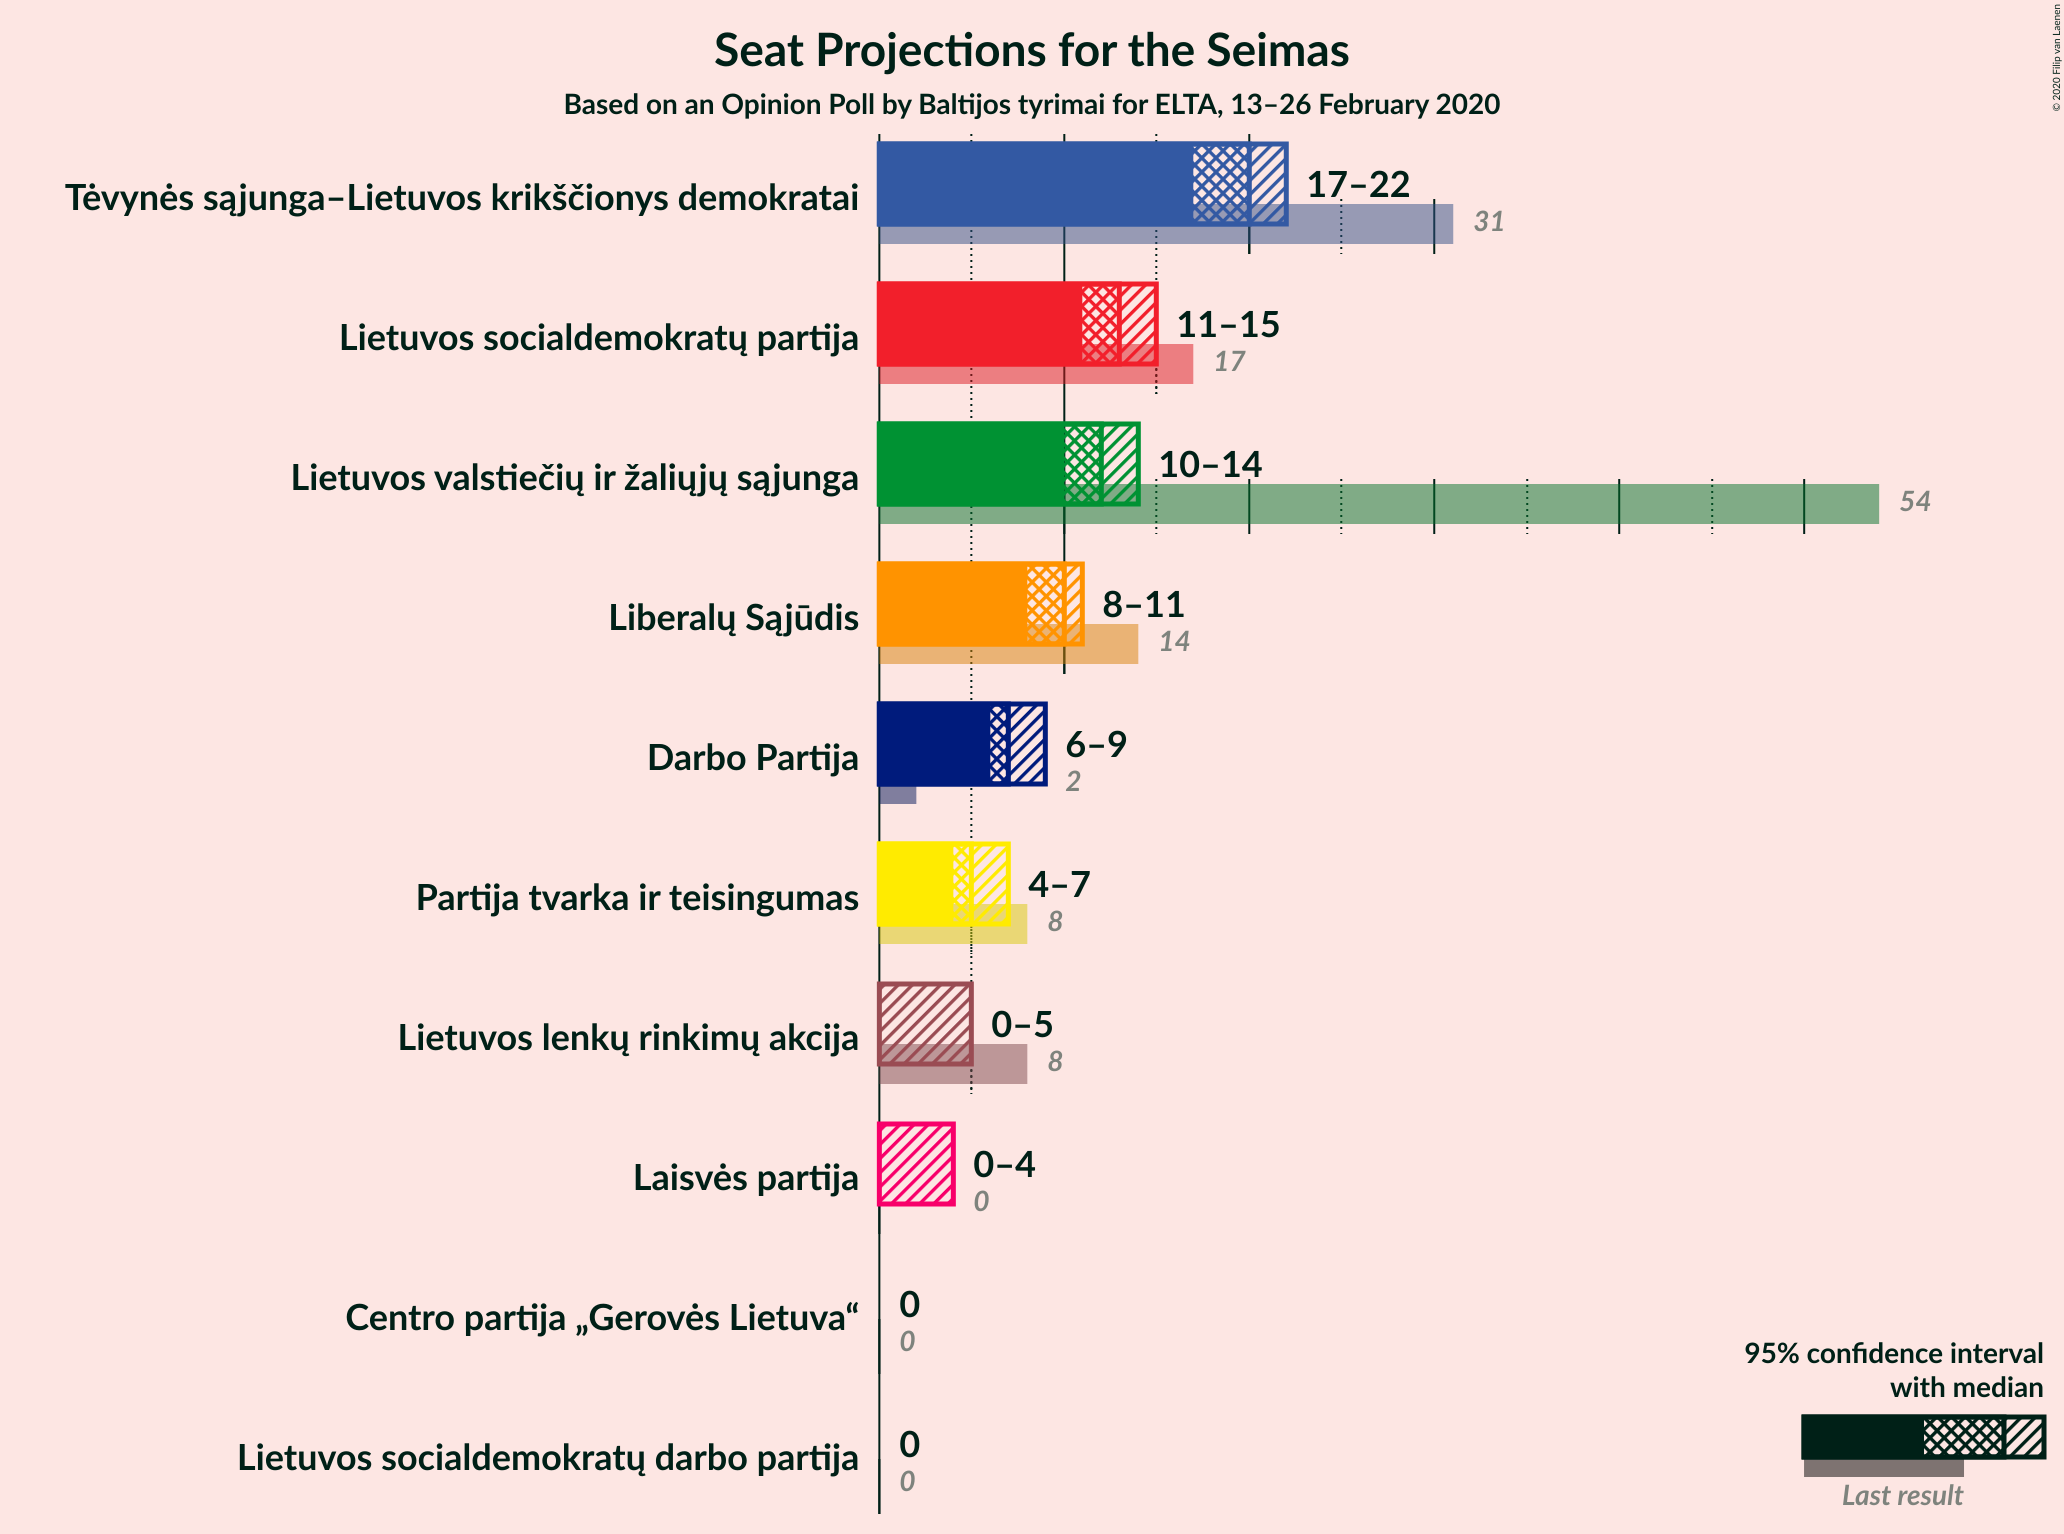 Seat Projections for the Seimas
Based on an Opinion Poll by Baltijos tyrimai for ELTA, 13–26 February 2020
© 2020 Filip van Laenen
Tėvynės sąjunga–Lietuvos krikščionys demokratai
17–22
31
Lietuvos socialdemokratų partija
11–15
17
Lietuvos valstiečių ir žaliųjų sąjunga
10–14
54
Liberalų Sąjūdis
8–11
14
Darbo Partija
6–9
2
Partija tvarka ir teisingumas
4–7
8
Lietuvos lenkų rinkimų akcija
0–5
8
Laisvės partija
0–4
0
Centro partija „Gerovės Lietuva“
0
0
Lietuvos socialdemokratų darbo partija
0
0
95% confidence interval
with median
Last result